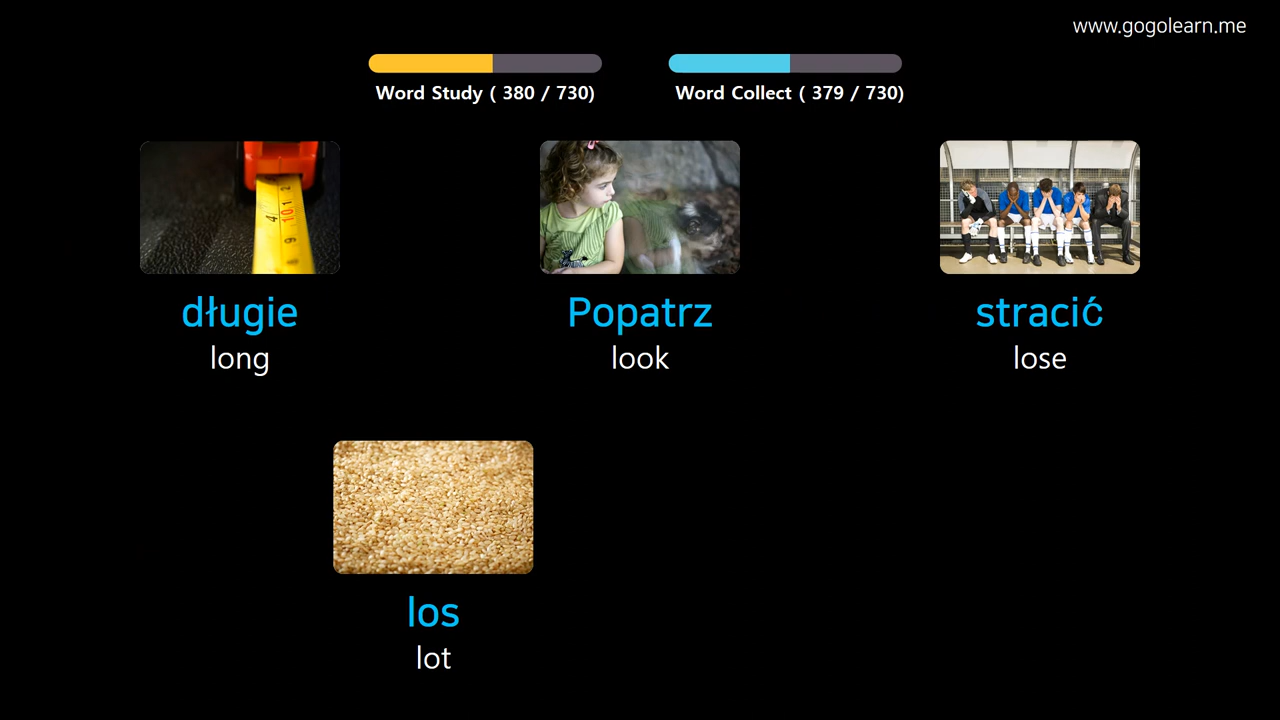 www.gogolearn.me
Word Study ( 380 / 730)
Word Collect ( 379 / 730)
długie
long
Popatrz
look
stracić
lose
los
lot